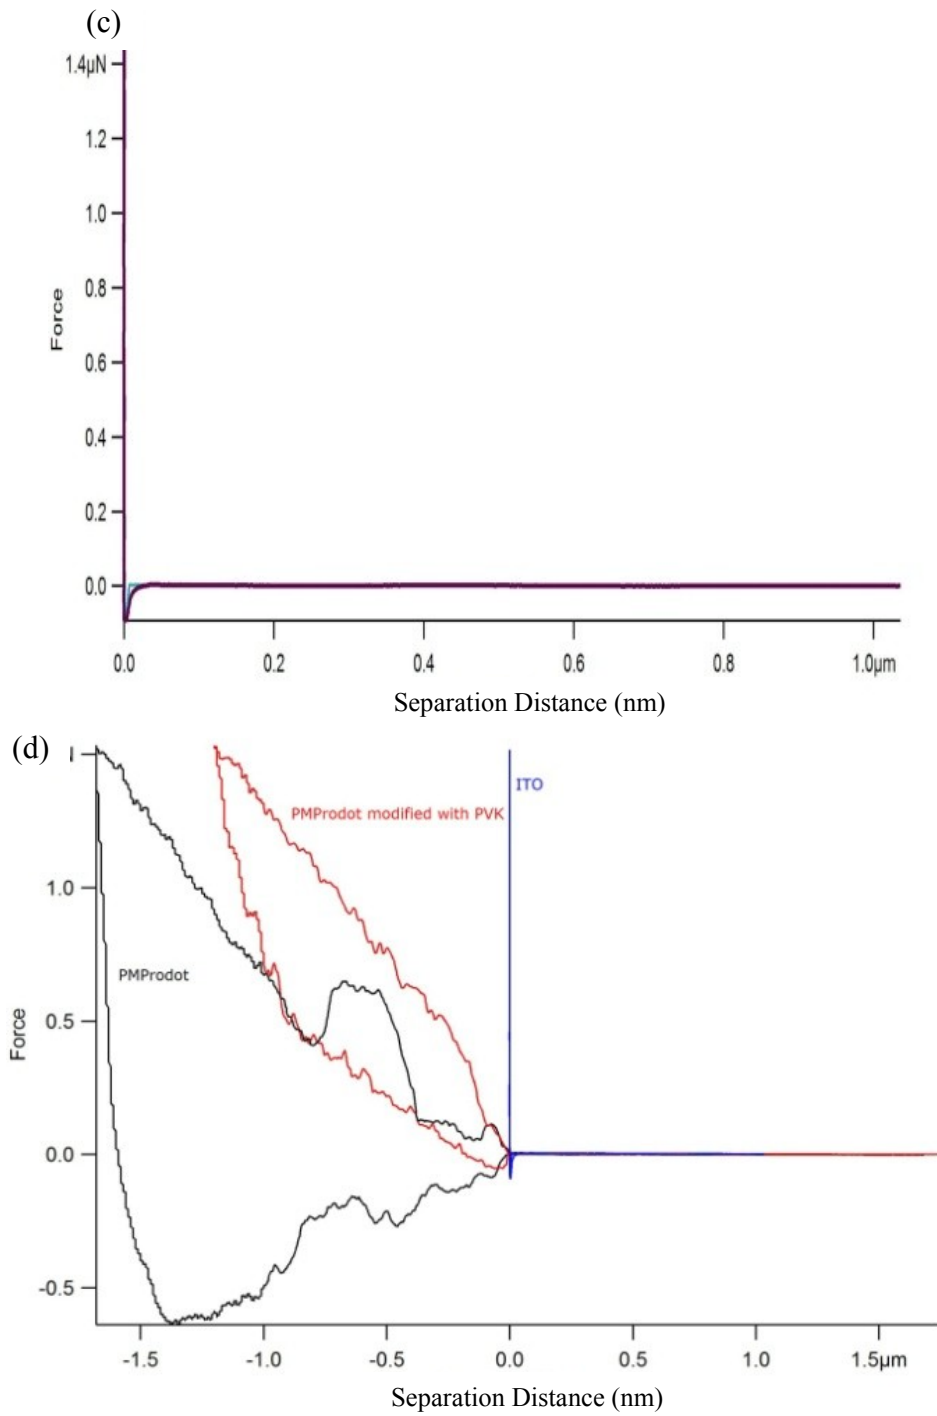 (c)
1.4µN
1.2
1.0
0.8
0.6
0.4
0.2
0.0
Force
0.0 0.2 0.4 0.6 0.8 1.0µm
Separation Distance (nm)
(d)
ITO
PMProdot modified with PVK
1.0
PMProdot
0.5
Force
0.0
-0.5
-1.5 -1.0 -0.5 0.0 0.5 1.0 1.5µm
Separation Distance (nm)